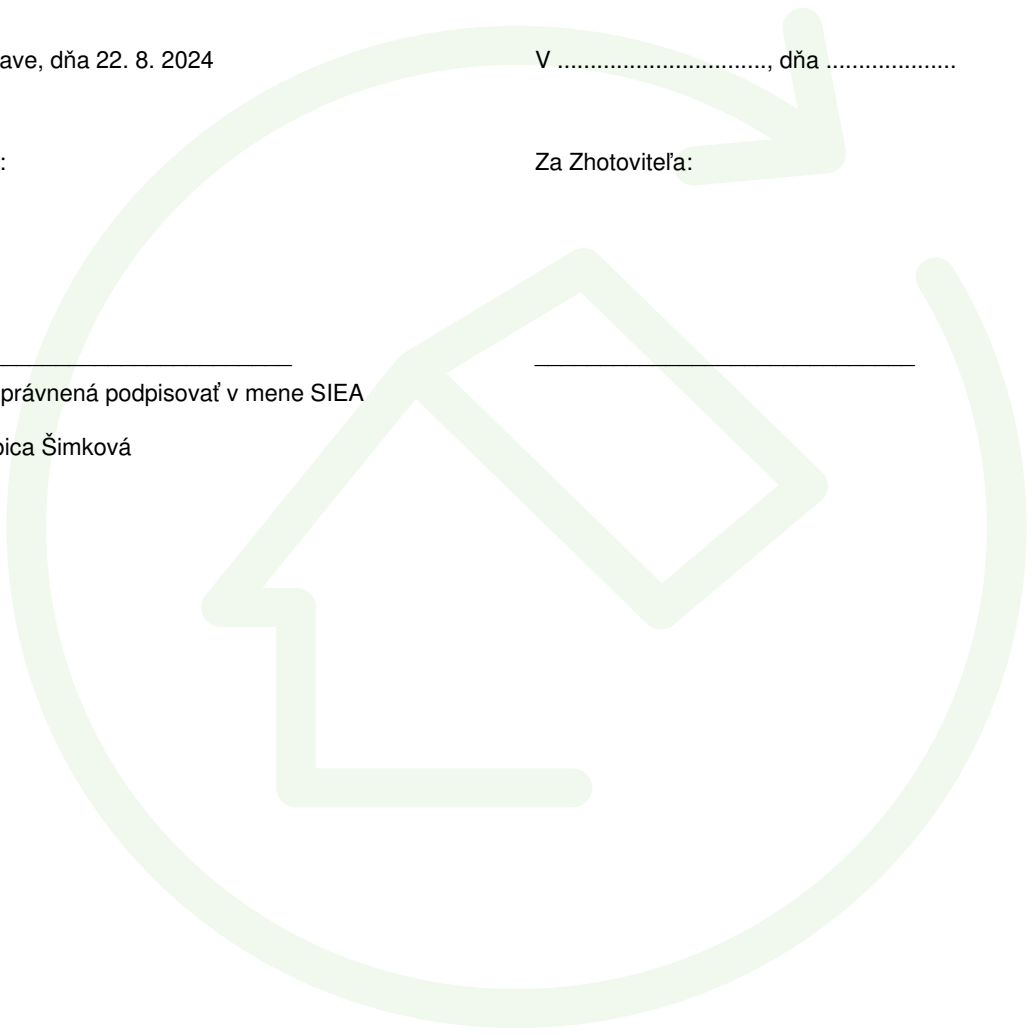 ave, dňa 22. 8. 2024
V ................................, dňa ....................
:
Za Zhotoviteľa:
právnená podpisovať v mene SIEA
bica Šimková